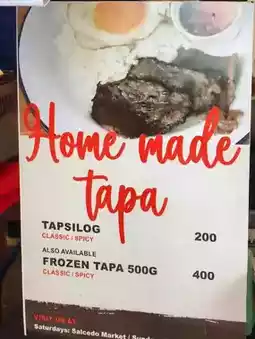 Home made
tapa
TAPSILOG 200
CLASSIC / SPICY
ALSO AVAILABLE
FROZEN TAPA 500G 400
CLASSIC / SPICY
VISIT US AT
Saturdays: Salcedo Market /